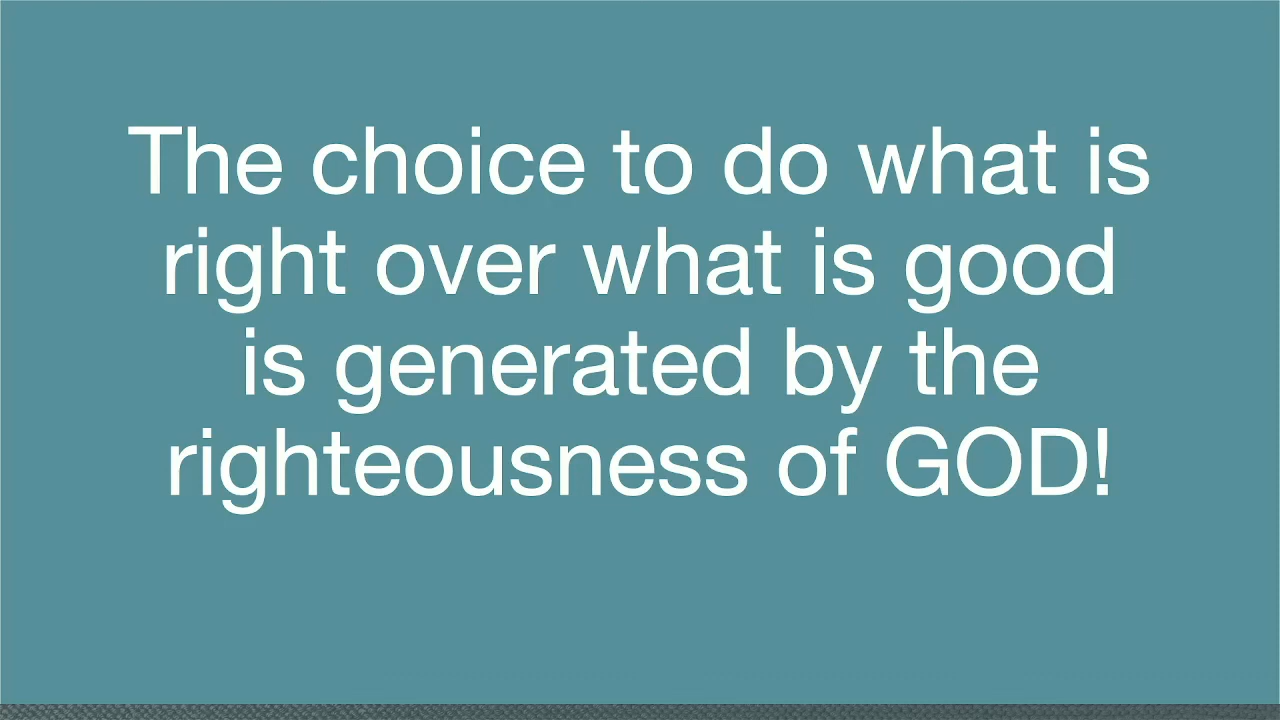 The choice to do what is
right over what is good
is generated by the
righteousness of GOD!